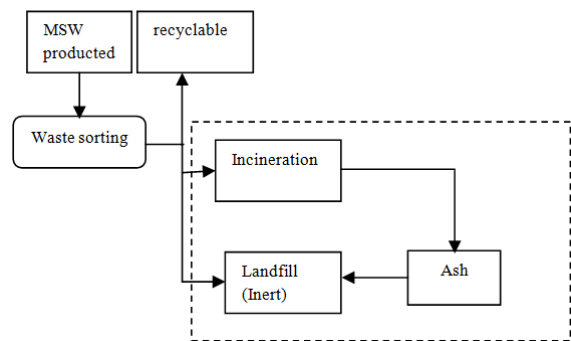 MSW
producted
recyclable
Waste sorting
Incineration
Landfill
(Inert)
Ash